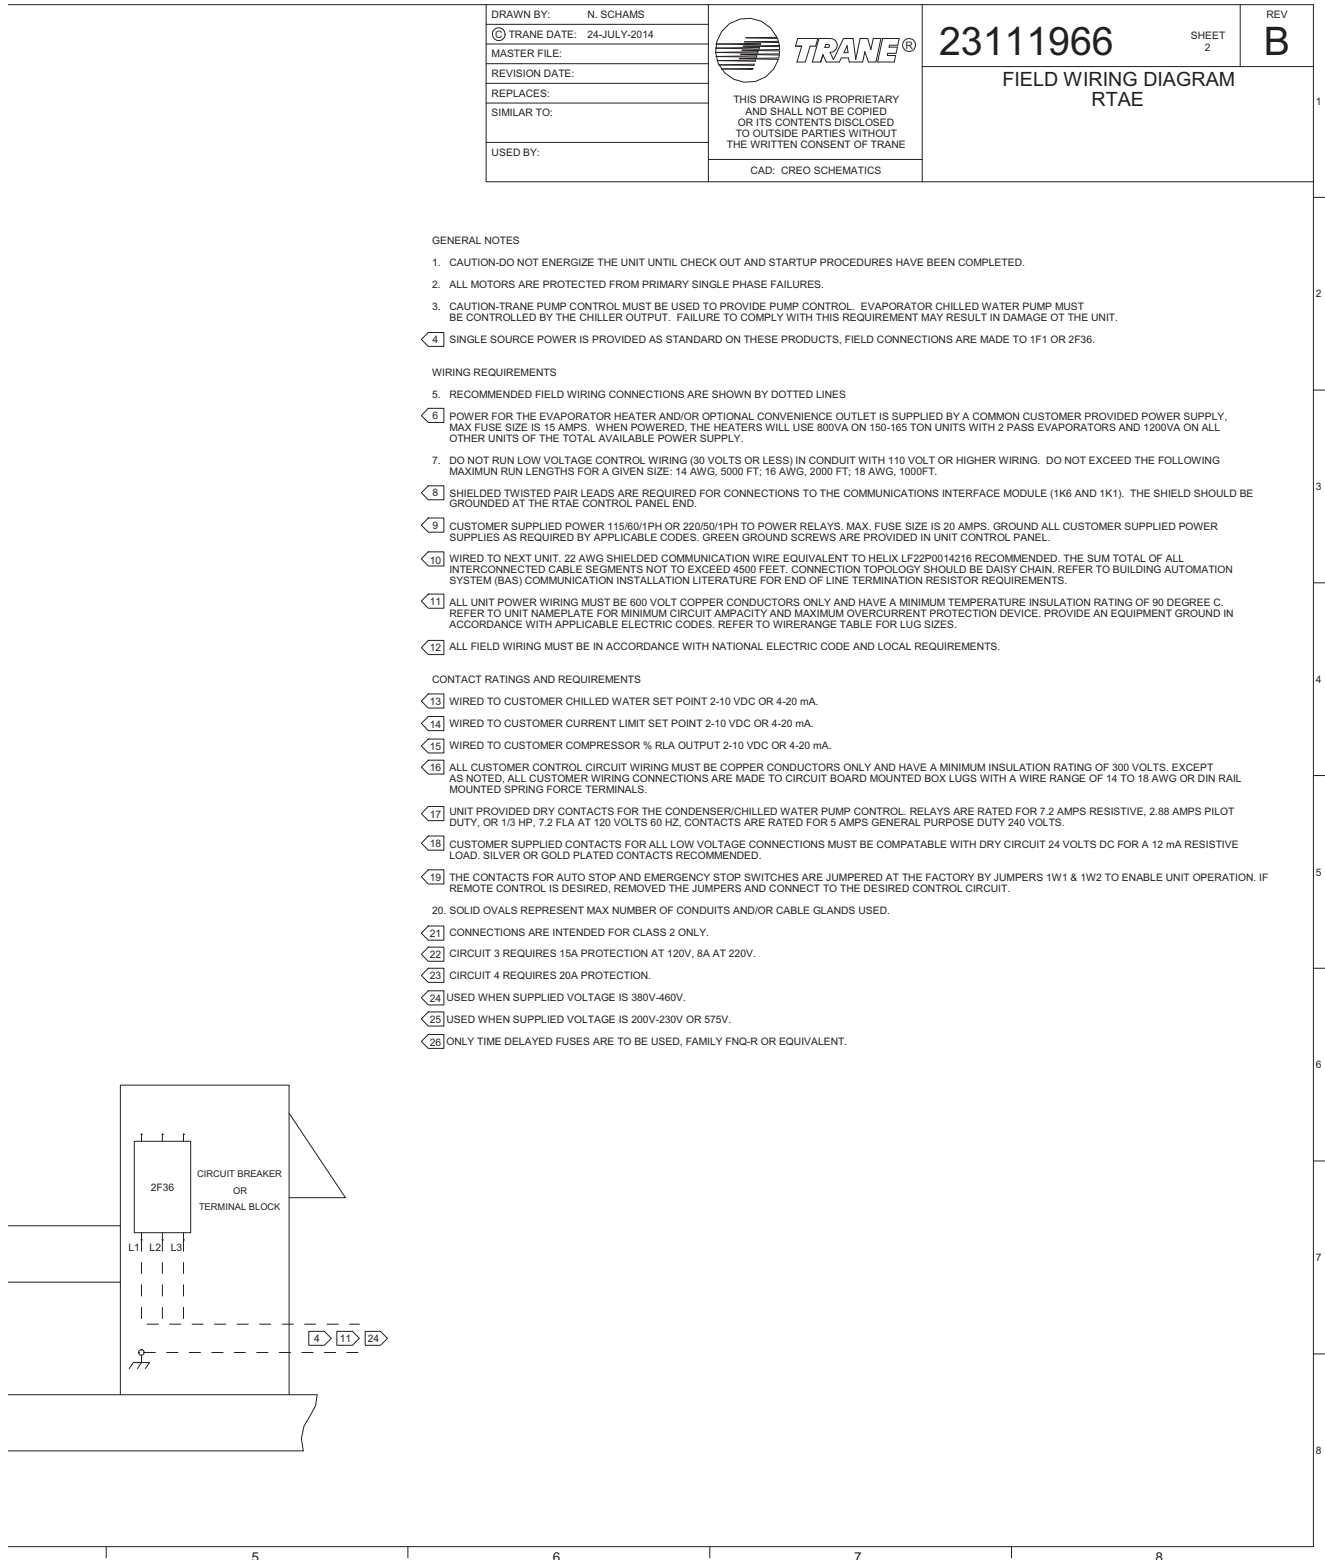 DRAWN BY: N. SCHAMS
© TRANE DATE: 24-JULY-2014
MASTER FILE:
REVISION DATE:
REPLACES:
SIMILAR TO:
USED BY:
TRANE®
THIS DRAWING IS PROPRIETARY
AND SHALL NOT BE COPIED
OR ITS CONTENTS DISCLOSED
TO OUTSIDE PARTIES WITHOUT
THE WRITTEN CONSENT OF TRANE
CAD: CREO SCHEMATICS
23111966
SHEET
2
REV
B
FIELD WIRING DIAGRAM
RTAE
1
GENERAL NOTES
1. CAUTION-DO NOT ENERGIZE THE UNIT UNTIL CHECK OUT AND STARTUP PROCEDURES HAVE BEEN COMPLETED.
2. ALL MOTORS ARE PROTECTED FROM PRIMARY SINGLE PHASE FAILURES.
2
3. CAUTION-TRANE PUMP CONTROL MUST BE USED TO PROVIDE PUMP CONTROL. EVAPORATOR CHILLED WATER PUMP MUST
BE CONTROLLED BY THE CHILLER OUTPUT. FAILURE TO COMPLY WITH THIS REQUIREMENT MAY RESULT IN DAMAGE OT THE UNIT.
4 SINGLE SOURCE POWER IS PROVIDED AS STANDARD ON THESE PRODUCTS, FIELD CONNECTIONS ARE MADE TO 1F1 OR 2F36.
WIRING REQUIREMENTS
5. RECOMMENDED FIELD WIRING CONNECTIONS ARE SHOWN BY DOTTED LINES
6 POWER FOR THE EVAPORATOR HEATER AND/OR OPTIONAL CONVENIENCE OUTLET IS SUPPLIED BY A COMMON CUSTOMER PROVIDED POWER SUPPLY,
MAX FUSE SIZE IS 15 AMPS. WHEN POWERED, THE HEATERS WILL USE 800VA ON 150-165 TON UNITS WITH 2 PASS EVAPORATORS AND 1200VA ON ALL
OTHER UNITS OF THE TOTAL AVAILABLE POWER SUPPLY.
7. DO NOT RUN LOW VOLTAGE CONTROL WIRING (30 VOLTS OR LESS) IN CONDUIT WITH 110 VOLT OR HIGHER WIRING. DO NOT EXCEED THE FOLLOWING
MAXIMUN RUN LENGTHS FOR A GIVEN SIZE: 14 AWG, 5000 FT; 16 AWG, 2000 FT; 18 AWG, 1000FT.
3
8 SHIELDED TWISTED PAIR LEADS ARE REQUIRED FOR CONNECTIONS TO THE COMMUNICATIONS INTERFACE MODULE (1K6 AND 1K1). THE SHIELD SHOULD BE
GROUNDED AT THE RTAE CONTROL PANEL END.
9 CUSTOMER SUPPLIED POWER 115/60/1PH OR 220/50/1PH TO POWER RELAYS. MAX. FUSE SIZE IS 20 AMPS. GROUND ALL CUSTOMER SUPPLIED POWER
SUPPLIES AS REQUIRED BY APPLICABLE CODES. GREEN GROUND SCREWS ARE PROVIDED IN UNIT CONTROL PANEL.
10 WIRED TO NEXT UNIT. 22 AWG SHIELDED COMMUNICATION WIRE EQUIVALENT TO HELIX LF22P0014216 RECOMMENDED. THE SUM TOTAL OF ALL
INTERCONNECTED CABLE SEGMENTS NOT TO EXCEED 4500 FEET. CONNECTION TOPOLOGY SHOULD BE DAISY CHAIN. REFER TO BUILDING AUTOMATION
SYSTEM (BAS) COMMUNICATION INSTALLATION LITERATURE FOR END OF LINE TERMINATION RESISTOR REQUIREMENTS.
11 ALL UNIT POWER WIRING MUST BE 600 VOLT COPPER CONDUCTORS ONLY AND HAVE A MINIMUM TEMPERATURE INSULATION RATING OF 90 DEGREE C.
REFER TO UNIT NAMEPLATE FOR MINIMUM CIRCUIT AMPACITY AND MAXIMUM OVERCURRENT PROTECTION DEVICE. PROVIDE AN EQUIPMENT GROUND IN
ACCORDANCE WITH APPLICABLE ELECTRIC CODES. REFER TO WIRERANGE TABLE FOR LUG SIZES.
12 ALL FIELD WIRING MUST BE IN ACCORDANCE WITH NATIONAL ELECTRIC CODE AND LOCAL REQUIREMENTS.
CONTACT RATINGS AND REQUIREMENTS
4
13 WIRED TO CUSTOMER CHILLED WATER SET POINT 2-10 VDC OR 4-20 mA.
14 WIRED TO CUSTOMER CURRENT LIMIT SET POINT 2-10 VDC OR 4-20 mA.
15 WIRED TO CUSTOMER COMPRESSOR % RLA OUTPUT 2-10 VDC OR 4-20 mA.
16 ALL CUSTOMER CONTROL CIRCUIT WIRING MUST BE COPPER CONDUCTORS ONLY AND HAVE A MINIMUM INSULATION RATING OF 300 VOLTS. EXCEPT
AS NOTED, ALL CUSTOMER WIRING CONNECTIONS ARE MADE TO CIRCUIT BOARD MOUNTED BOX LUGS WITH A WIRE RANGE OF 14 TO 18 AWG OR DIN RAIL
MOUNTED SPRING FORCE TERMINALS.
17 UNIT PROVIDED DRY CONTACTS FOR THE CONDENSER/CHILLED WATER PUMP CONTROL. RELAYS ARE RATED FOR 7.2 AMPS RESISTIVE, 2.88 AMPS PILOT
DUTY, OR 1/3 HP, 7.2 FLA AT 120 VOLTS 60 HZ, CONTACTS ARE RATED FOR 5 AMPS GENERAL PURPOSE DUTY 240 VOLTS.
18 CUSTOMER SUPPLIED CONTACTS FOR ALL LOW VOLTAGE CONNECTIONS MUST BE COMPATABLE WITH DRY CIRCUIT 24 VOLTS DC FOR A 12 mA RESISTIVE
LOAD. SILVER OR GOLD PLATED CONTACTS RECOMMENDED.
5
19 THE CONTACTS FOR AUTO STOP AND EMERGENCY STOP SWITCHES ARE JUMPERED AT THE FACTORY BY JUMPERS 1W1 & 1W2 TO ENABLE UNIT OPERATION. IF
REMOTE CONTROL IS DESIRED, REMOVED THE JUMPERS AND CONNECT TO THE DESIRED CONTROL CIRCUIT.
20. SOLID OVALS REPRESENT MAX NUMBER OF CONDUITS AND/OR CABLE GLANDS USED.
21 CONNECTIONS ARE INTENDED FOR CLASS 2 ONLY.
22 CIRCUIT 3 REQUIRES 15A PROTECTION AT 120V, 8A AT 220V.
23 CIRCUIT 4 REQUIRES 20A PROTECTION.
24 USED WHEN SUPPLIED VOLTAGE IS 380V-460V.
25 USED WHEN SUPPLIED VOLTAGE IS 200V-230V OR 575V.
26 ONLY TIME DELAYED FUSES ARE TO BE USED, FAMILY FNQ-R OR EQUIVALENT.
6
2F36
CIRCUIT BREAKER
OR
TERMINAL BLOCK
L1 L2 L3
7
4 11 24
8
5 6 7 8